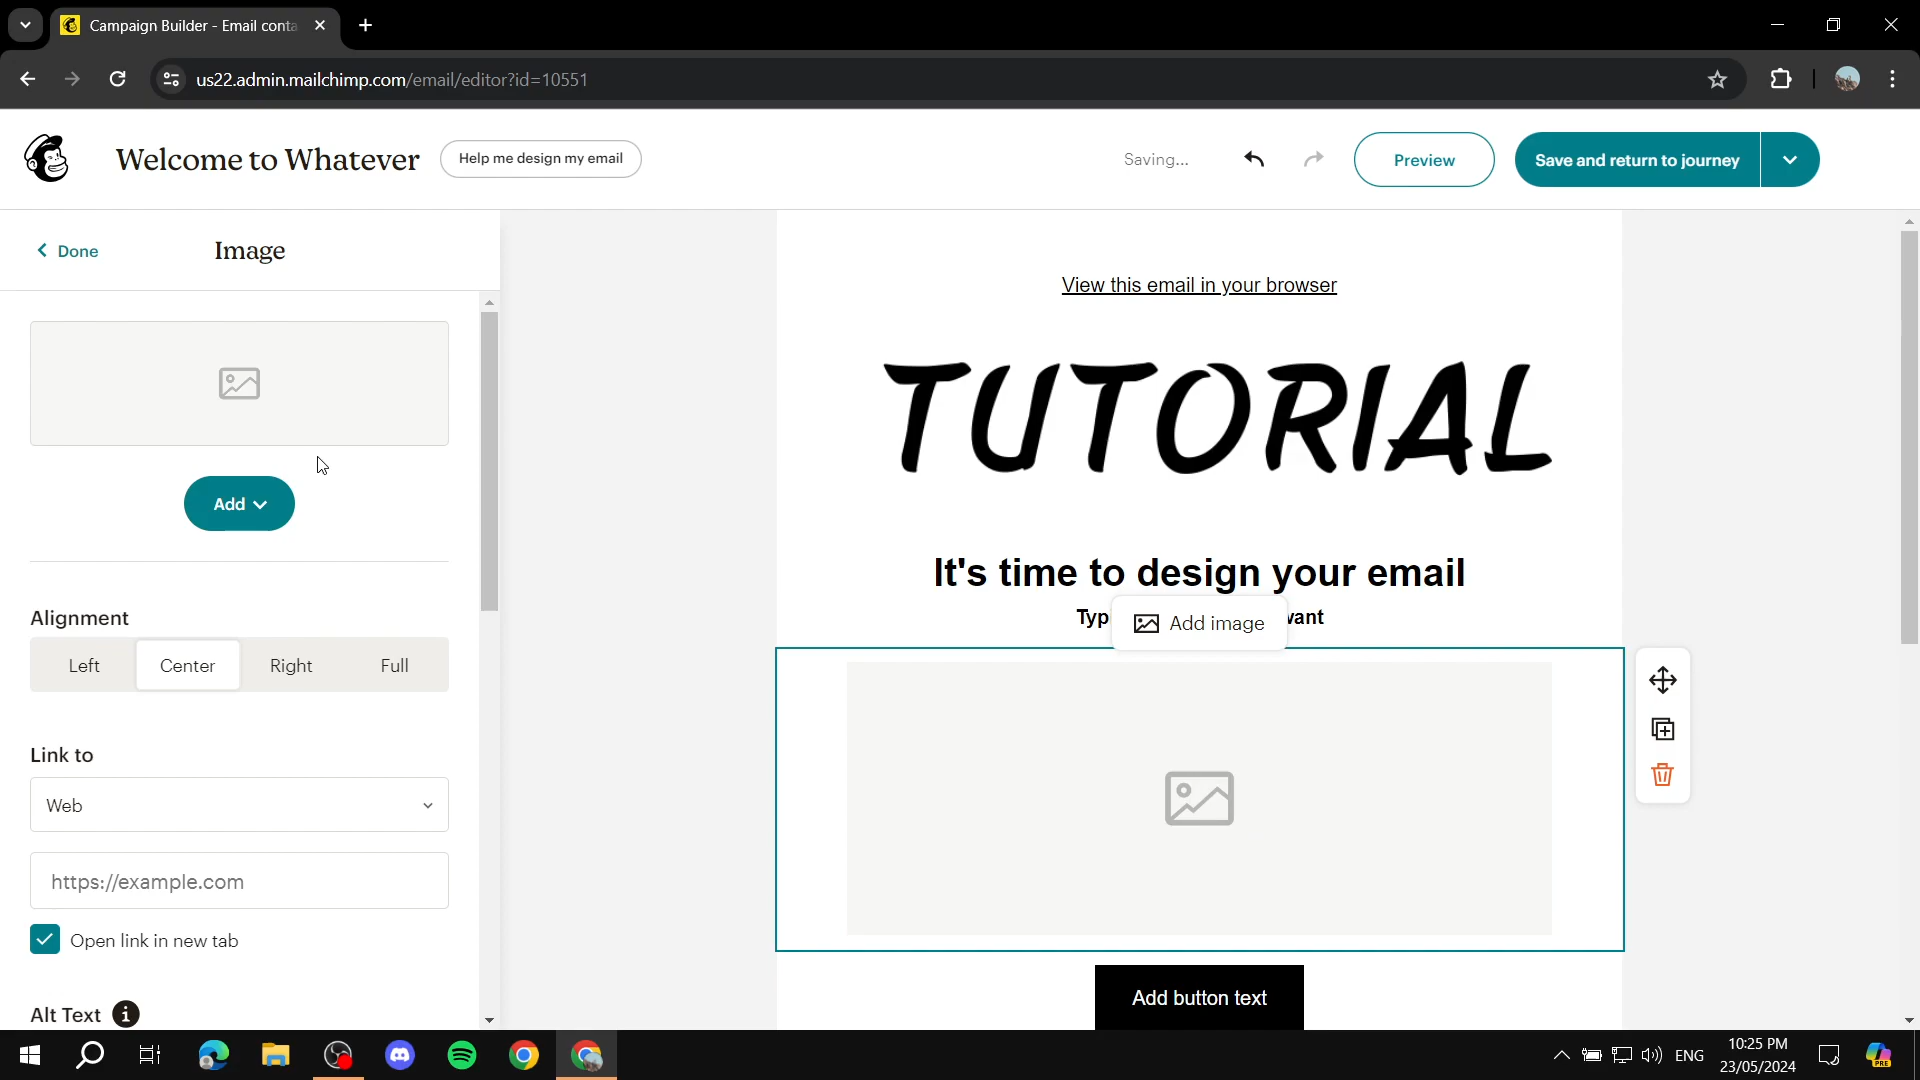 Campaign Builder - Email conta
us22.admin.mailchimp.com/email/editor?id=10551
Welcome to Whatever
Help me design my email
Saving...
Preview
Save and return to journey
Done
Image
Add
Alignment
Left
Center
Right
Full
Link to
Web
https://example.com
Open link in new tab
Alt Text
View this email in your browser
TUTORIAL
It's time to design your email
Typ
want
Add image
Add button text
ENG
10:25 PM
23/05/2024
PRE